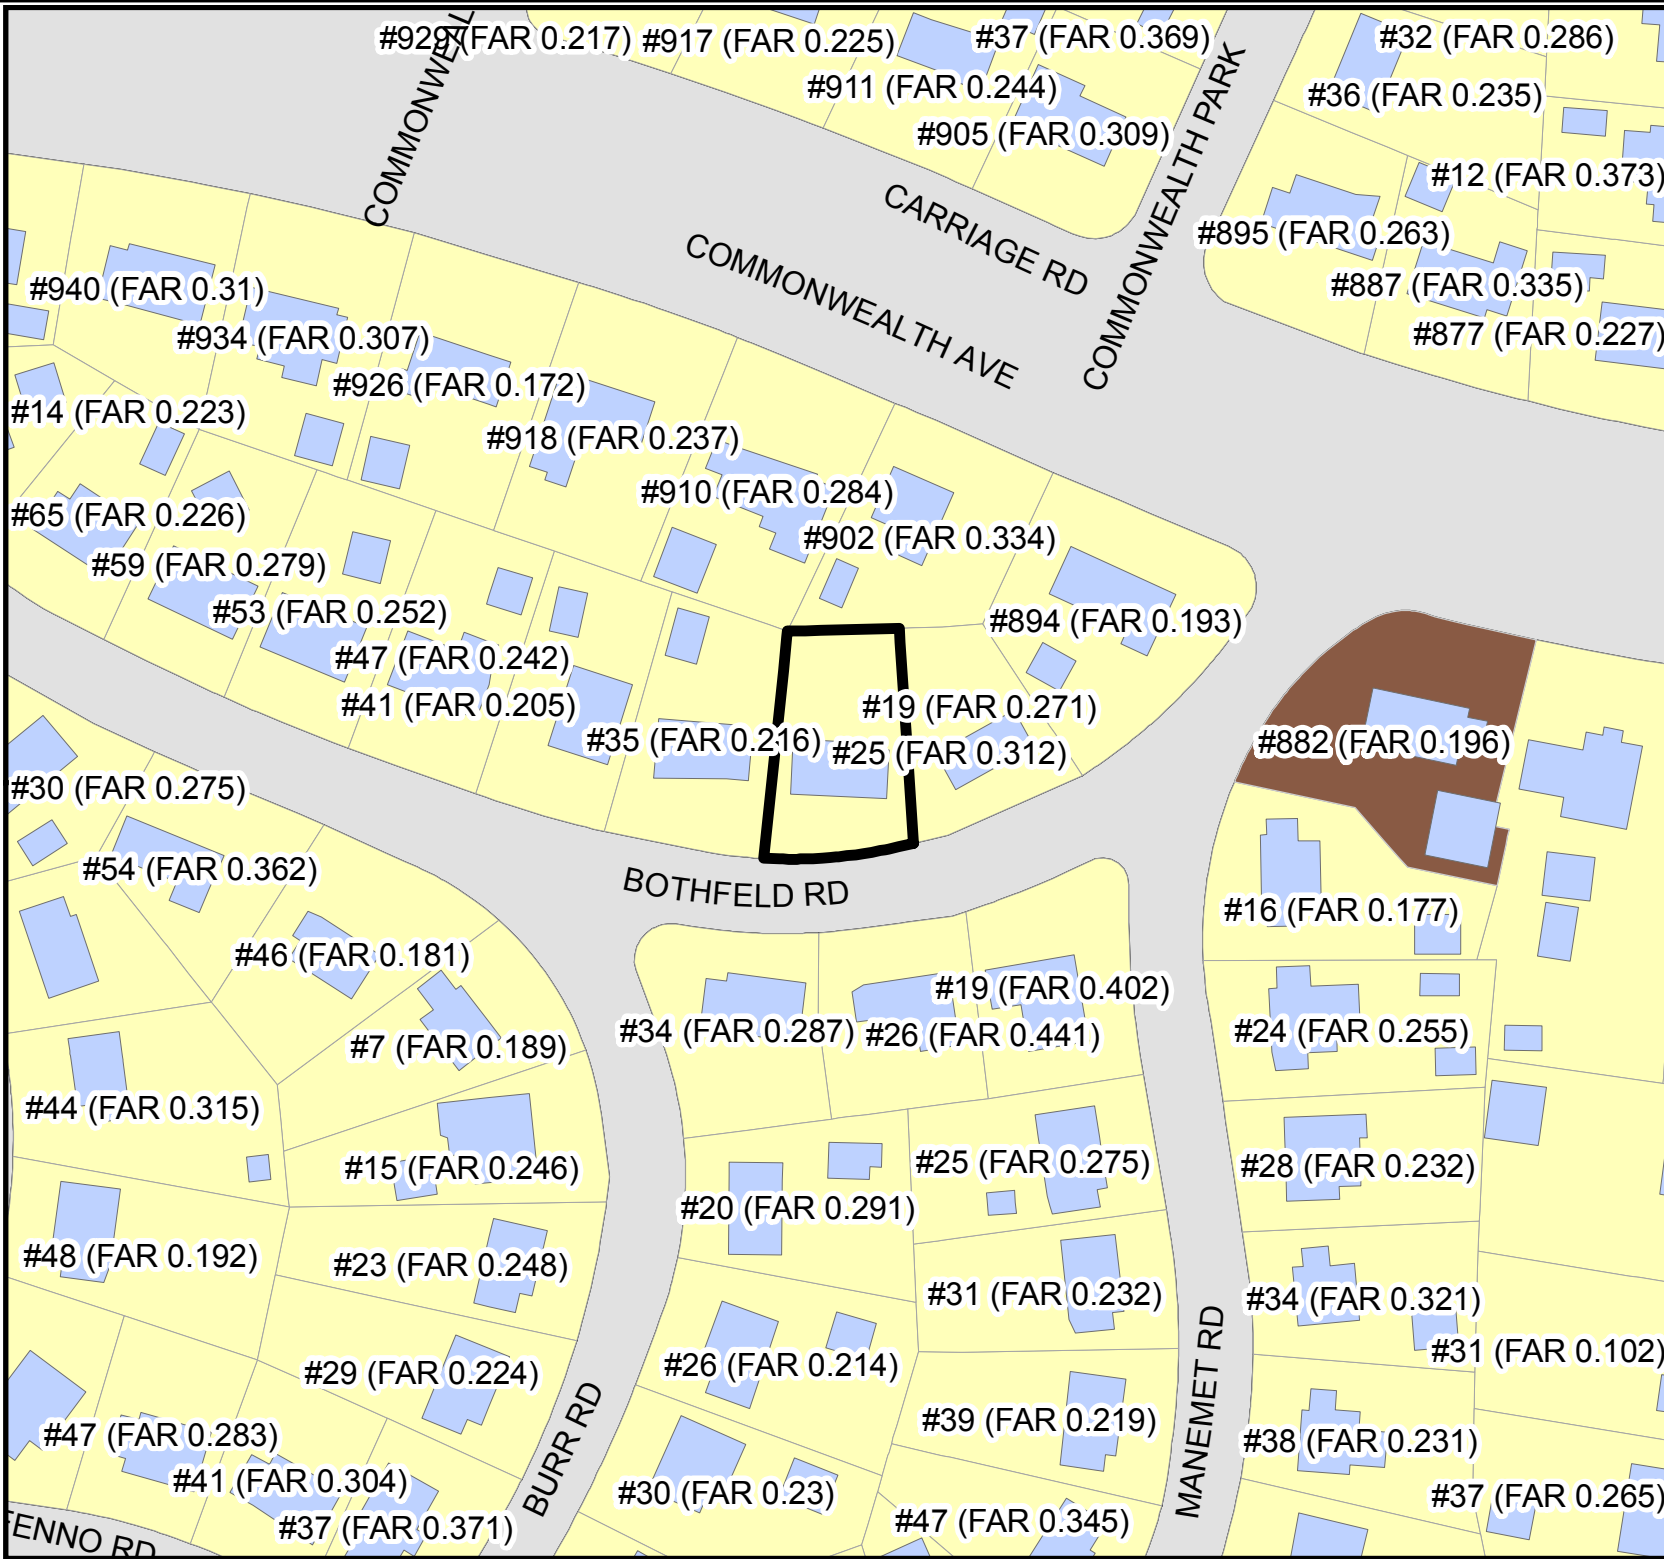 #929 (FAR 0.217)
#917 (FAR 0.225)
#37 (FAR 0.369)
#32 (FAR 0.286)
#911 (FAR 0.244)
#36 (FAR 0.235)
#905 (FAR 0.309)
COMMONWEAL
COMMONWEALTH PARK
#12 (FAR 0.373)
CARRIAGE RD
#895 (FAR 0.263)
COMMONWEALTH AVE
#887 (FAR 0.335)
#940 (FAR 0.31)
#877 (FAR 0.227)
#934 (FAR 0.307)
#926 (FAR 0.172)
#14 (FAR 0.223)
#918 (FAR 0.237)
#910 (FAR 0.284)
#65 (FAR 0.226)
#902 (FAR 0.334)
#59 (FAR 0.279)
#53 (FAR 0.252)
#894 (FAR 0.193)
#47 (FAR 0.242)
#41 (FAR 0.205)
#19 (FAR 0.271)
#35 (FAR 0.216)
#25 (FAR 0.312)
#882 (FAR 0.196)
#30 (FAR 0.275)
#54 (FAR 0.362)
BOTHFELD RD
#16 (FAR 0.177)
#46 (FAR 0.181)
#19 (FAR 0.402)
#34 (FAR 0.287)
#26 (FAR 0.441)
#24 (FAR 0.255)
#7 (FAR 0.189)
#44 (FAR 0.315)
#15 (FAR 0.246)
#25 (FAR 0.275)
#28 (FAR 0.232)
#20 (FAR 0.291)
#48 (FAR 0.192)
#23 (FAR 0.248)
#31 (FAR 0.232)
#34 (FAR 0.321)
#31 (FAR 0.102)
#26 (FAR 0.214)
#29 (FAR 0.224)
MANEMET RD
#39 (FAR 0.219)
#38 (FAR 0.231)
#47 (FAR 0.283)
BURR RD
#41 (FAR 0.304)
#30 (FAR 0.23)
#37 (FAR 0.265)
#37 (FAR 0.371)
#47 (FAR 0.345)
FENNO RD